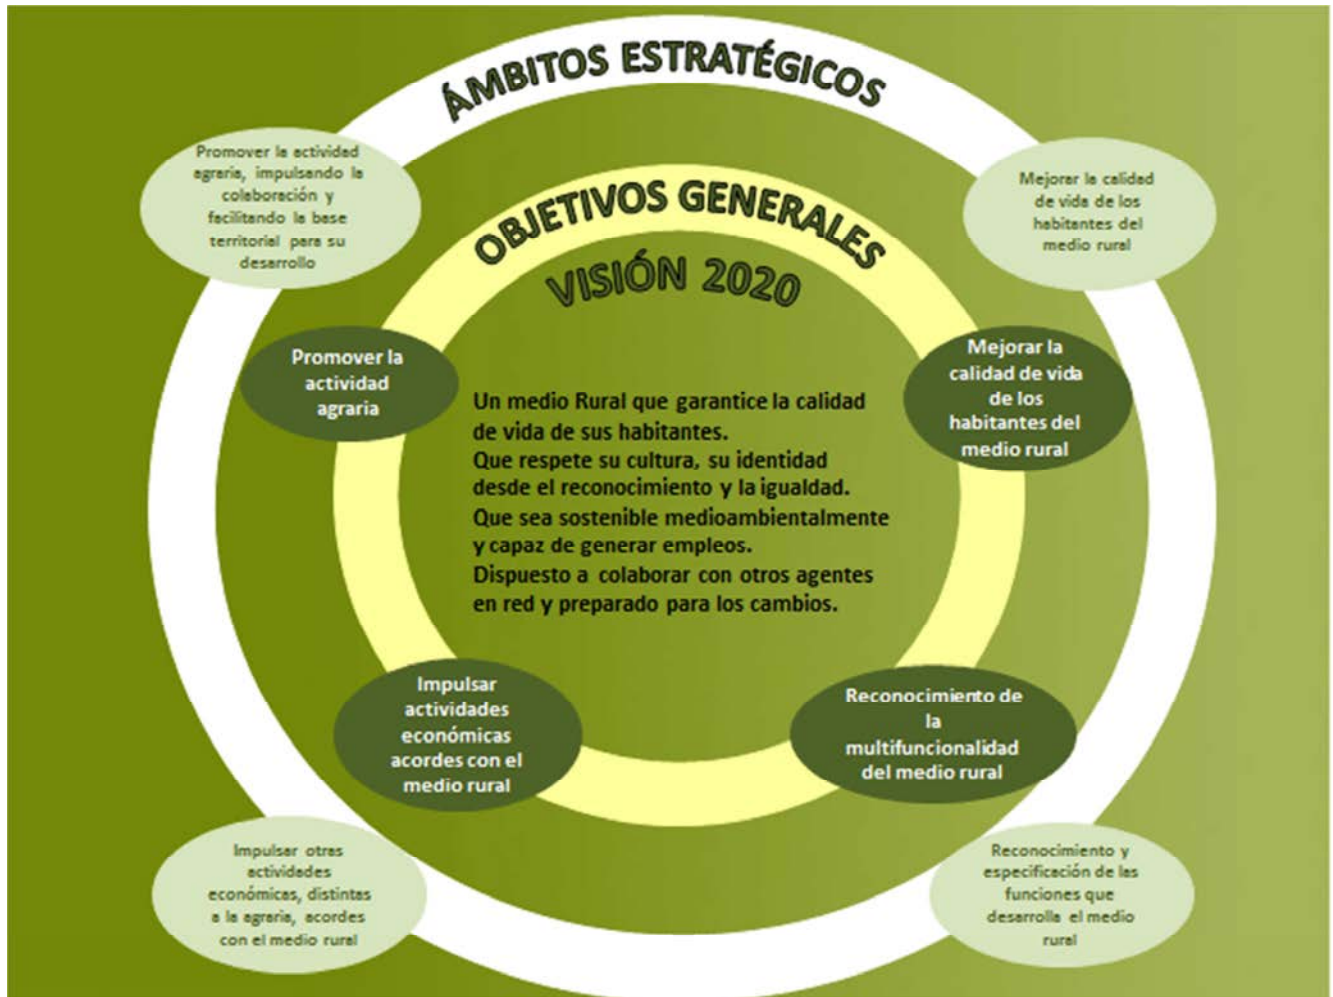 ÁMBITOS ESTRATÉGICOS
Promover la actividad
agraria, impulsando la
colaboración y
facilitando la base
territorial para su
desarrollo
Mejorar la calidad
de vida de los
habitantes del
medio rural
OBJETIVOS GENERALES
VISIÓN 2020
Promover la
actividad
agraria
Mejorar la
calidad de vida
de los
habitantes del
medio rural
Un medio Rural que garantice la calidad
de vida de sus habitantes.
Que respete su cultura, su identidad
desde el reconocimiento y la igualdad.
Que sea sostenible medioambientalmente
y capaz de generar empleos.
Dispuesto a colaborar con otros agentes
en red y preparado para los cambios.
Impulsar
actividades
económicas
acordes con el
medio rural
Reconocimiento de
la
multifuncionalidad
del medio rural
Impulsar otras
actividades
económicas, distintas
a la agraria, acordes
con el medio rural
Reconocimiento y
especificación de las
funciones que
desarrolla el medio
rural